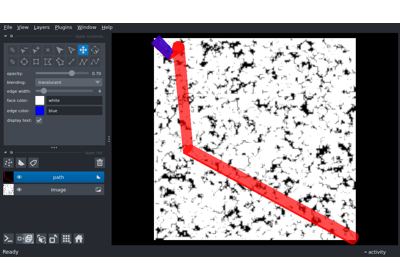 File View Layers Plugins Window Help
opacity: 0.70
blending: translucent
edge width:
face color: white
edge color: blue
display text:
path
Image
Ready
activity